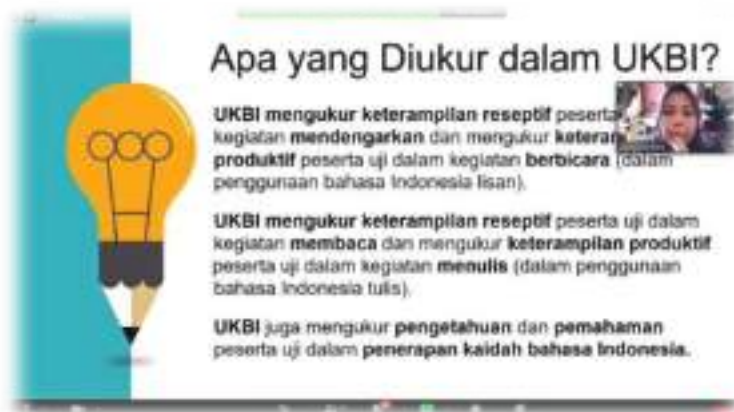 Apa yang Diukur dalam UKBI?
UKBI mengukur keterampilan reseptif peserta
kegiatan mendengarkan dan mengukur
produktif peserta uji dalam kegiatan berbicara (dalam
penggunaan bahasa Indonesia lisan).
UKBI mengukur keterampilan reseptif peserta uji dalam
kegiatan membaca dan mengukur keterampilan produktif
peserta uji dalam kegiatan menulis (dalam penggunaan
bahasa Indonesia tulis).
UKBI juga mengukur pengetahuan dan pemahaman
peserta uji dalam penerapan kaidah bahasa Indonesia.